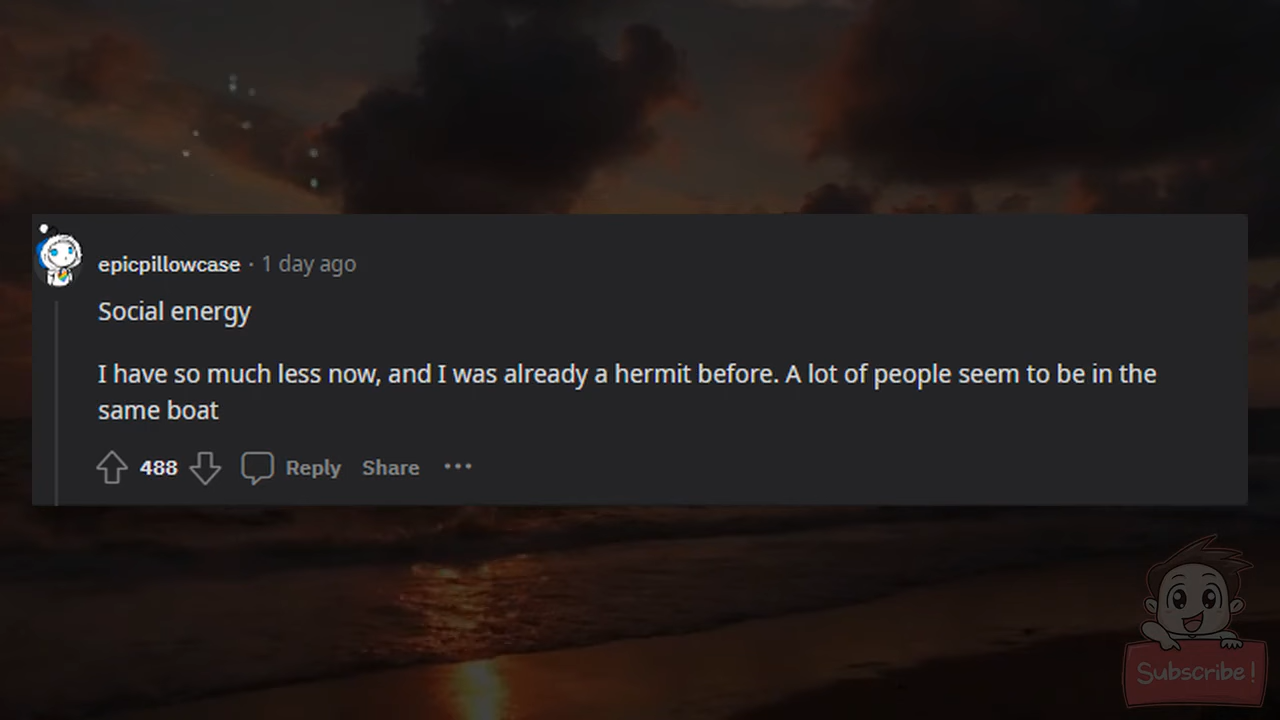 epicpillowcase · 1 day ago
Social energy
I have so much less now, and I was already a hermit before. A lot of people seem to be in the
same boat
488 Reply Share ···
Subscribe!